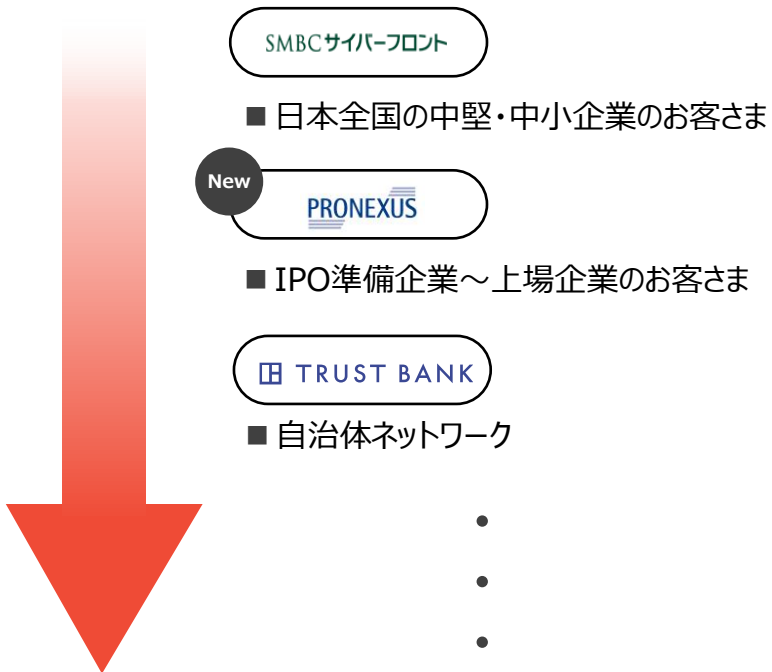 SMBCサイバーフロント
■ 日本全国の中堅・中小企業のお客さま
New
PRONEXUS
■ IPO準備企業～上場企業のお客さま
TRUST BANK
■ 自治体ネットワーク
•
•
•